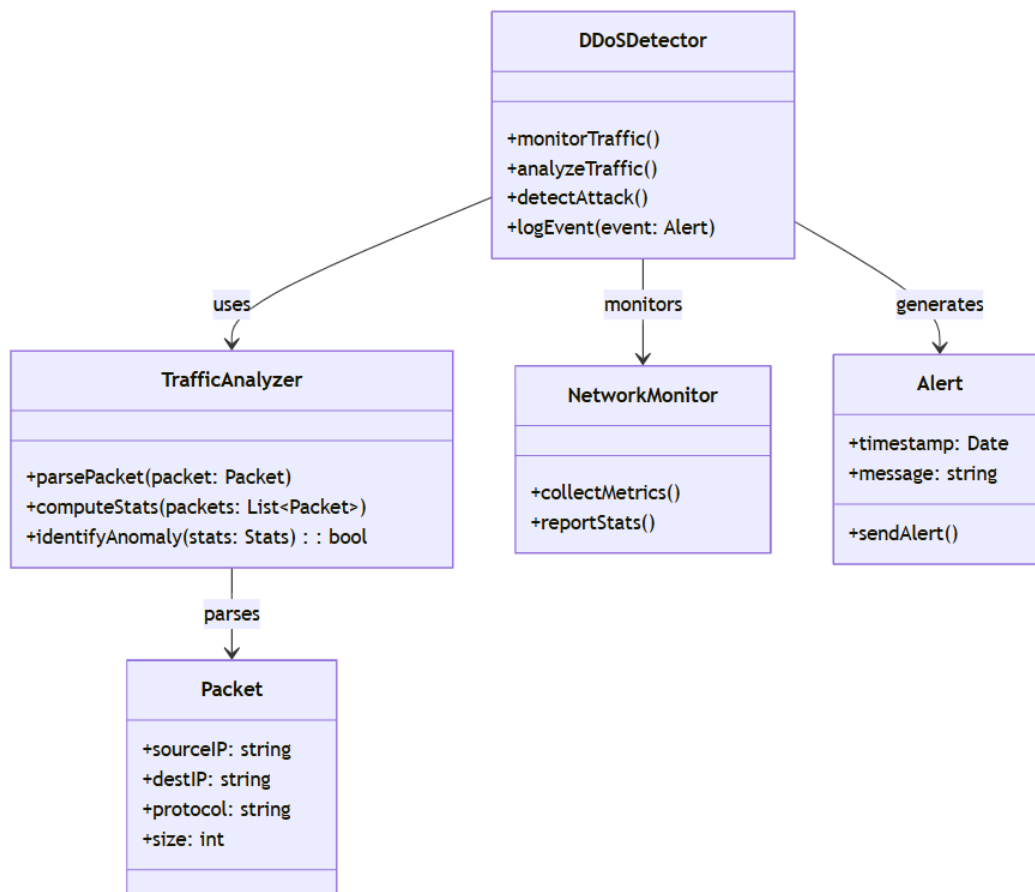 DDoSDetector
+monitorTraffic()
+analyzeTraffic()
+detectAttack()
+logEvent(event: Alert)
uses
monitors
generates
TrafficAnalyzer
+parsePacket(packet: Packet)
+computeStats(packets: List<Packet>)
+identifyAnomaly(stats: Stats) : : bool
NetworkMonitor
+collectMetrics()
+reportStats()
Alert
+timestamp: Date
+message: string
+sendAlert()
parses
Packet
+sourceIP: string
+destIP: string
+protocol: string
+size: int